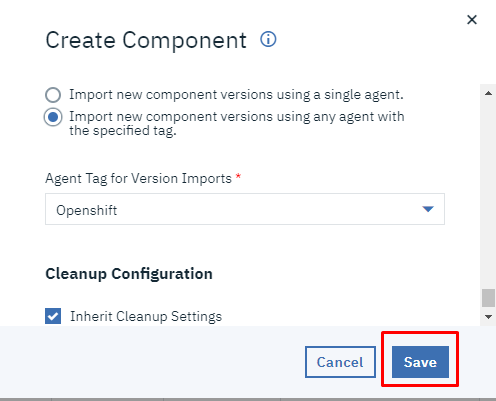 Create Component
Import new component versions using a single agent.
Import new component versions using any agent with
the specified tag.
Agent Tag for Version Imports *
Openshift
Cleanup Configuration
Inherit Cleanup Settings
Cancel
Save